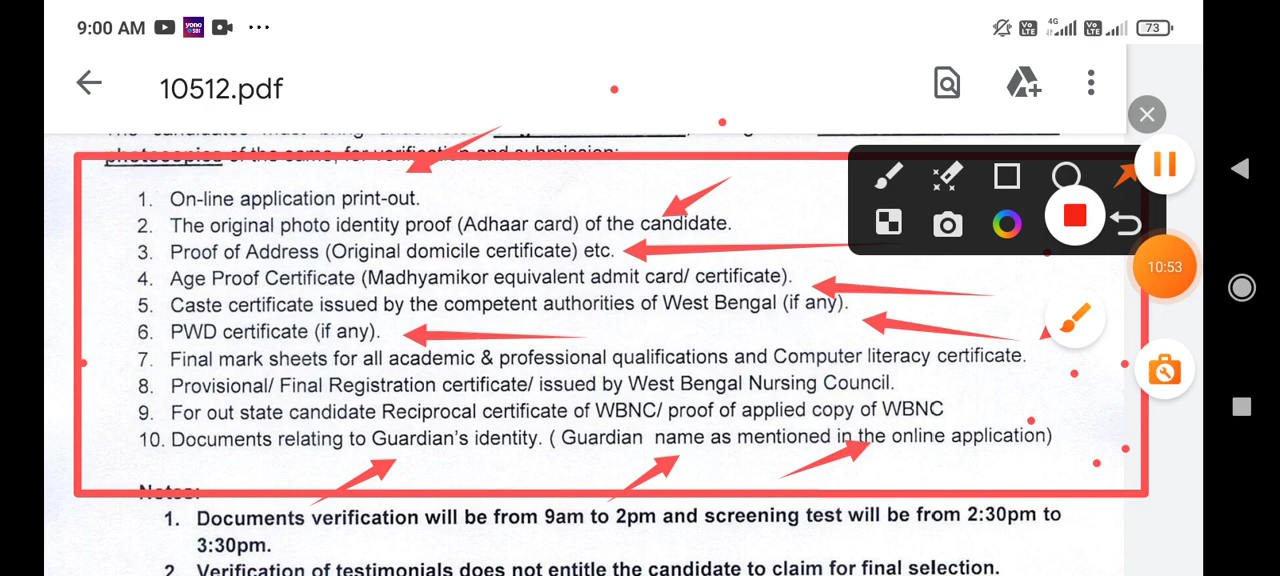 9:00 AM yono SBI ... 4G 73
10512.pdf
The candidates must bring
photocopies of the same, for verification and submission:
1. On-line application print-out.
2. The original photo identity proof (Adhaar card) of the candidate.
3. Proof of Address (Original domicile certificate) etc.
4. Age Proof Certificate (Madhyamikor equivalent admit card/ certificate).
5. Caste certificate issued by the competent authorities of West Bengal (if any).
6. PWD certificate (if any).
7. Final mark sheets for all academic & professional qualifications and Computer literacy certificate.
8. Provisional/ Final Registration certificate/ issued by West Bengal Nursing Council.
9. For out state candidate Reciprocal certificate of WBNC/ proof of applied copy of WBNC
10. Documents relating to Guardian's identity. ( Guardian name as mentioned in the online application)
10:53
Notes:
1. Documents verification will be from 9am to 2pm and screening test will be from 2:30pm to
3:30pm.
2. Verification of testimonials does not entitle the candidate to claim for final selection.